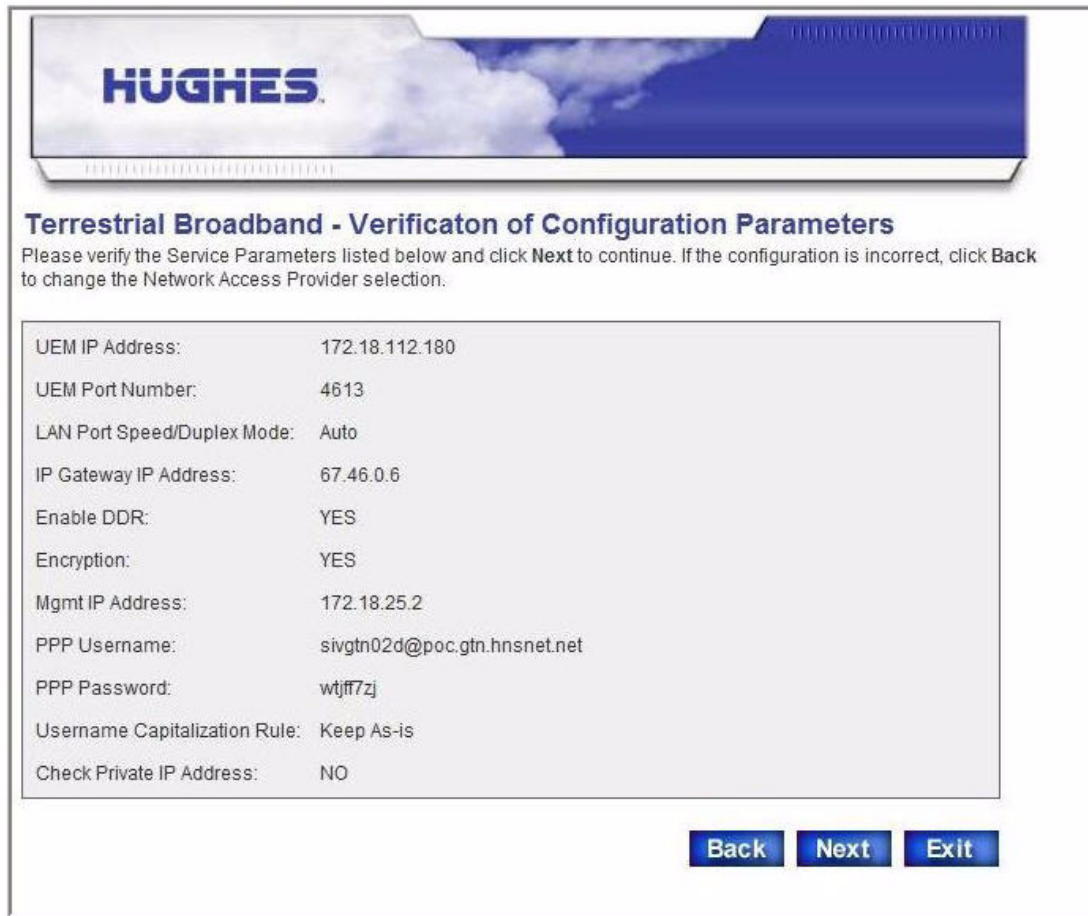 HUGHES
Terrestrial Broadband - Verificaton of Configuration Parameters
Please verify the Service Parameters listed below and click Next to continue. If the configuration is incorrect, click Back
to change the Network Access Provider selection.
UEM IP Address: 172.18.112.180
UEM Port Number: 4613
LAN Port Speed/Duplex Mode: Auto
IP Gateway IP Address: 67.46.0.6
Enable DDR: YES
Encryption: YES
Mgmt IP Address: 172.18.25.2
PPP Username: sivgtn02d@poc.gtn.hnsnet.net
PPP Password: wtjff7zj
Username Capitalization Rule: Keep As-is
Check Private IP Address: NO
Back Next Exit